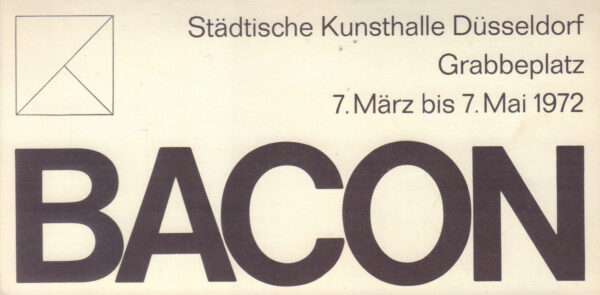 Städtische Kunsthalle Düsseldorf
Grabbeplatz
7. März bis 7. Mai 1972
BACON